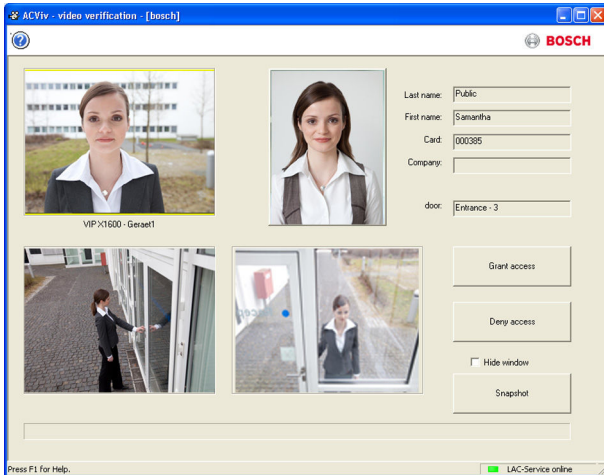 ACViv - video verification - [bosch]
BOSCH
Last name: Public
First name: Samantha
Card: 000385
Company:
door: Entrance - 3
VIP X1600 - Geraet1
Grant access
Deny access
Hide window
Snapshot
Press F1 for Help.
LAC-Service online